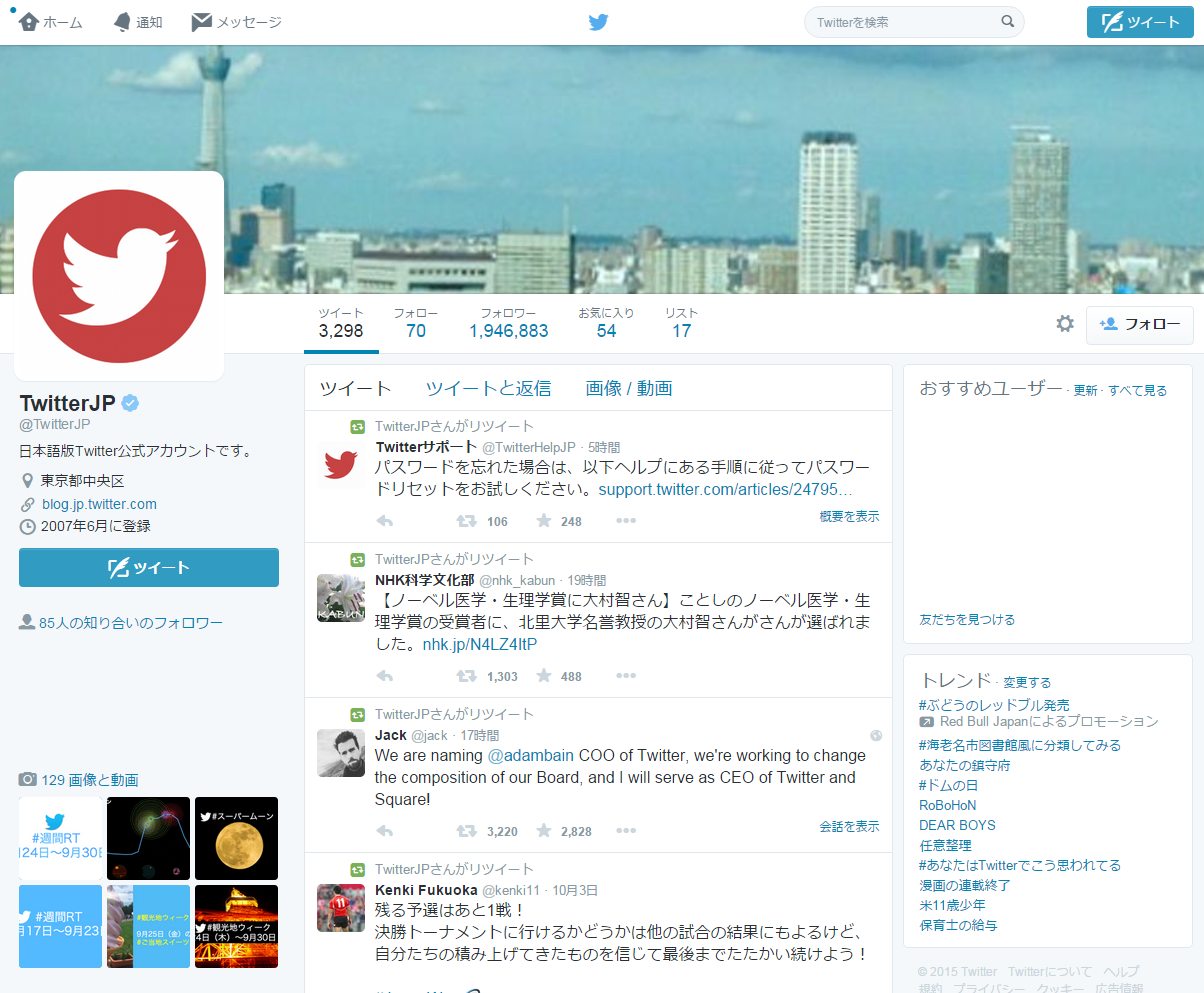 ホーム 通知 メッセージ Twitterを検索 ツイート
ツイート フォロー フォロワー お気に入り リスト
3,298 70 1,946,883 54 17
フォロー
TwitterJP
@TwitterJP
日本語版Twitter公式アカウントです。
東京都中央区
blog.jp.twitter.com
2007年6月に登録
ツイート
85人の知り合いのフォロワー
129 画像と動画
#週間RT
24日～9月30日
#スーパームーン
#週間RT
月17日～9月23日
#観光地ウィーク
9月25日（金）の
#ご当地スイーツ
#観光地ウィーク
4日（木）～9月30日
ツイート ツイートと返信 画像 / 動画
TwitterJPさんがリツイート
Twitterサポート @TwitterHelpJP · 5時間
パスワードを忘れた場合は、以下ヘルプにある手順に従ってパスワー
ドリセットをお試しください。support.twitter.com/articles/24795…
106 248 概要を表示
TwitterJPさんがリツイート
NHK科学文化部 @nhk_kabun · 19時間
KABUN
【ノーベル医学・生理学賞に大村智さん】ことしのノーベル医学・生
理学賞の受賞者に、北里大学名誉教授の大村智さんがさんが選ばれま
した。nhk.jp/N4LZ4ItP
1,303 488
TwitterJPさんがリツイート
Jack @jack · 17時間
We are naming @adambain COO of Twitter, we're working to change
the composition of our Board, and I will serve as CEO of Twitter and
Square!
3,220 2,828 会話を表示
TwitterJPさんがリツイート
Kenki Fukuoka @kenki11 · 10月3日
11
残る予選はあと1戦！
決勝トーナメントに行けるかどうかは他の試合の結果にもよるけど、
自分たちの積み上げてきたものを信じて最後までたたかい続けよう！
おすすめユーザー · 更新 · すべて見る
友だちを見つける
トレンド · 変更する
#ぶどうのレッドブル発売
Red Bull Japanによるプロモーション
#海老名市図書館風に分類してみる
あなたの鎮守府
#ドムの日
RoBoHoN
DEAR BOYS
任意整理
#あなたはTwitterでこう思われてる
漫画の連載終了
米11歳少年
保育士の給与
© 2015 Twitter Twitterについて ヘルプ
規約 プライバシー クッキー 広告情報